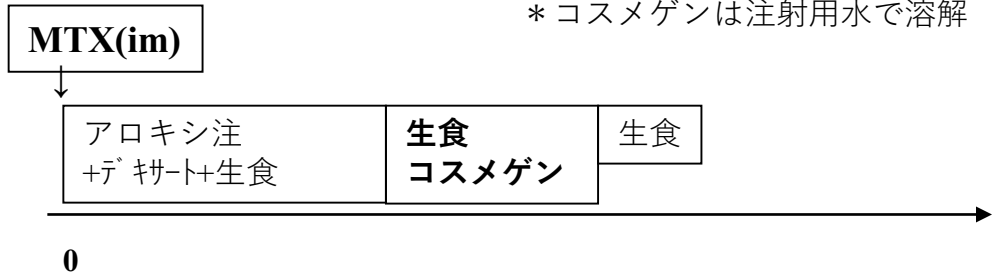 ＊コスメゲンは注射用水で溶解
MTX(im)
↓
アロキシ注
+ﾃﾞｷｻｰﾄ+生食
生食
コスメゲン
生食
0